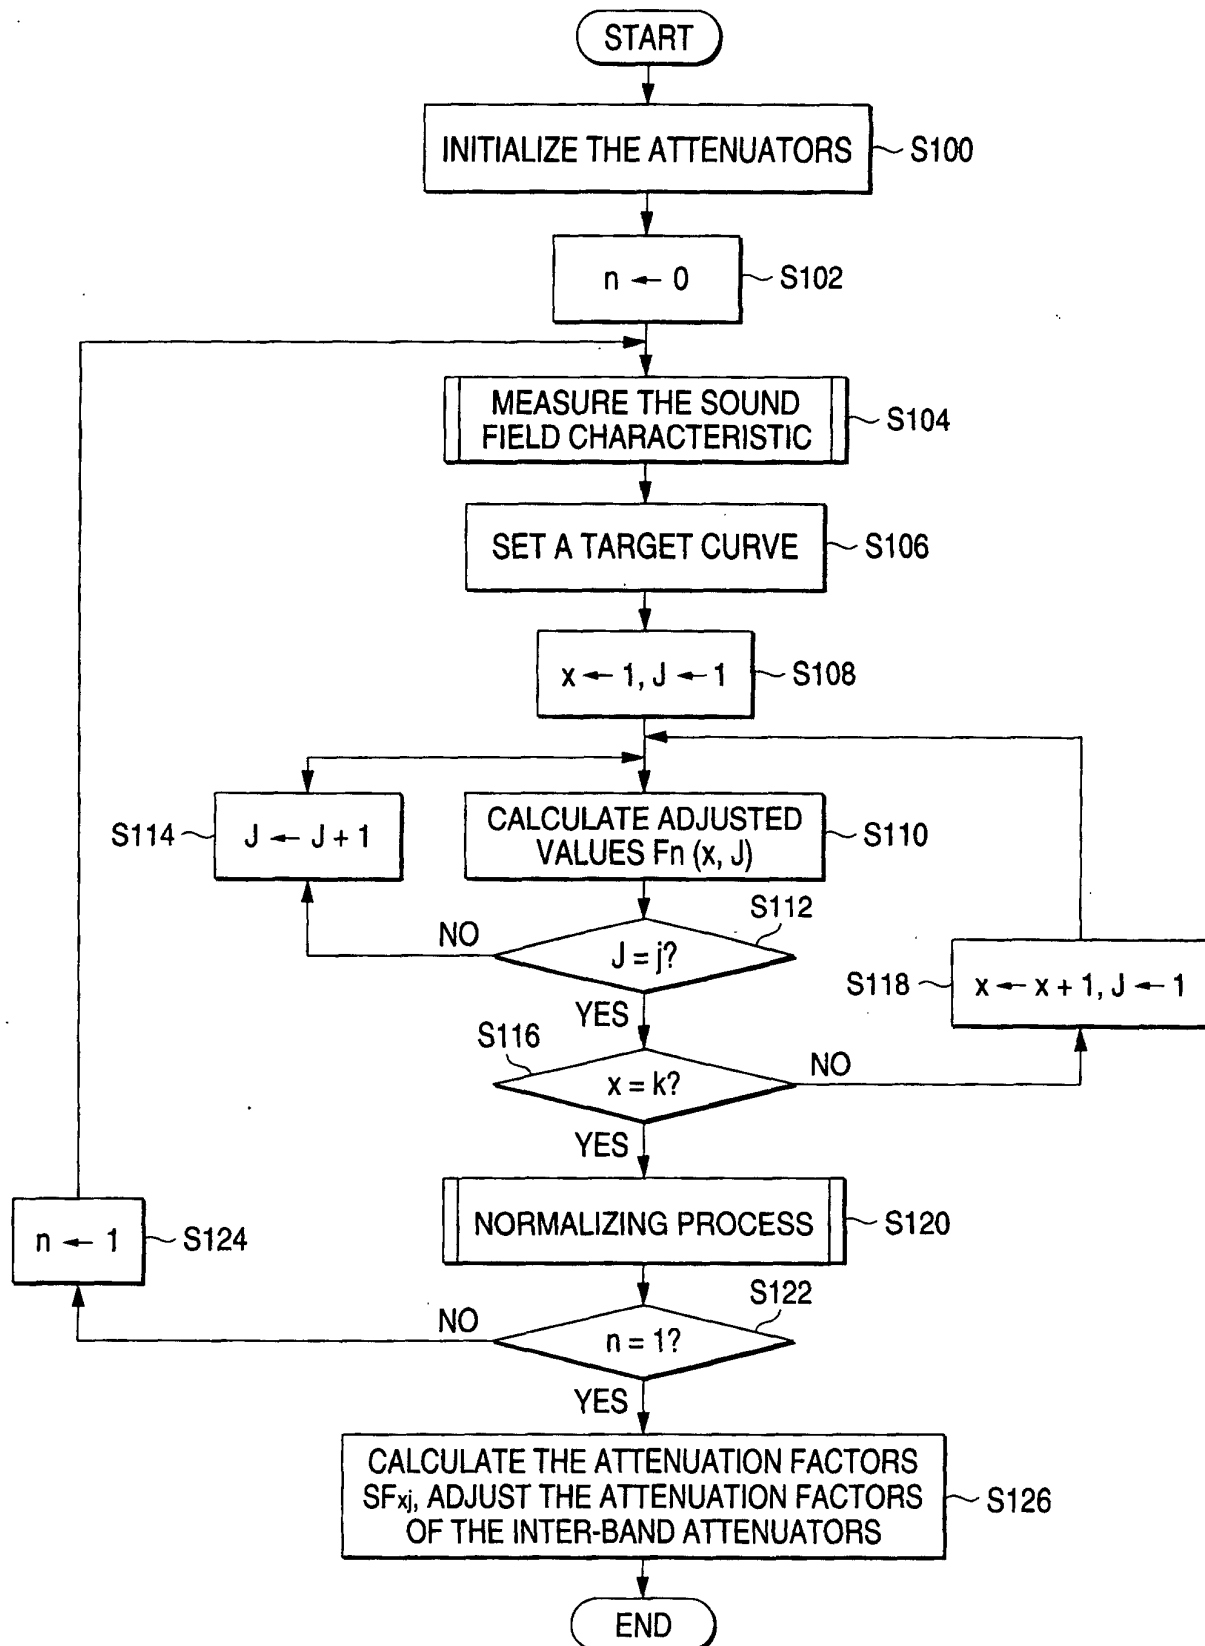 START
INITIALIZE THE ATTENUATORS
S100
n ← 0
S102
MEASURE THE SOUND
FIELD CHARACTERISTIC
S104
SET A TARGET CURVE
S106
x ← 1, J ← 1
S108
S114
J ← J + 1
CALCULATE ADJUSTED
VALUES Fn (x, J)
S110
S112
NO
J = j?
YES
S118
x ← x + 1, J ← 1
S116
x = k?
NO
YES
NORMALIZING PROCESS
S120
n ← 1
S124
S122
NO
n = 1?
YES
CALCULATE THE ATTENUATION FACTORS
SFxj, ADJUST THE ATTENUATION FACTORS
OF THE INTER-BAND ATTENUATORS
S126
END